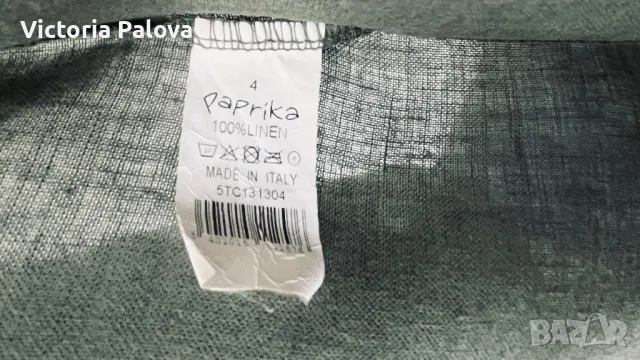 Victoria Palova
4
paprika
100%LINEN
MADE IN ITALY
5TC131304
BAZAR